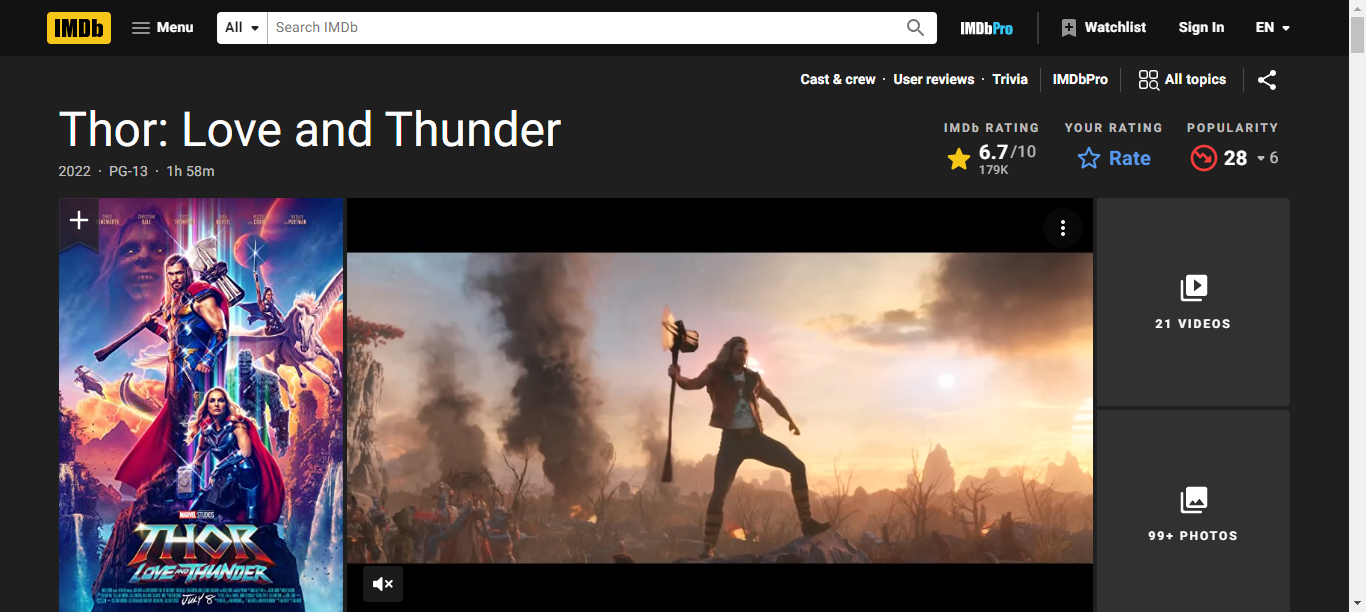 IMDb
Menu
All
Search IMDb
IMDbPro
Watchlist
Sign In
EN
Cast & crew · User reviews · Trivia
IMDbPro
All topics
Thor: Love and Thunder
2022 · PG-13 · 1h 58m
IMDb RATING
6.7/10
179K
YOUR RATING
Rate
POPULARITY
28
6
MARVEL STUDIOS
THOR
LOVE AND THUNDER
JULY 8
21 VIDEOS
99+ PHOTOS